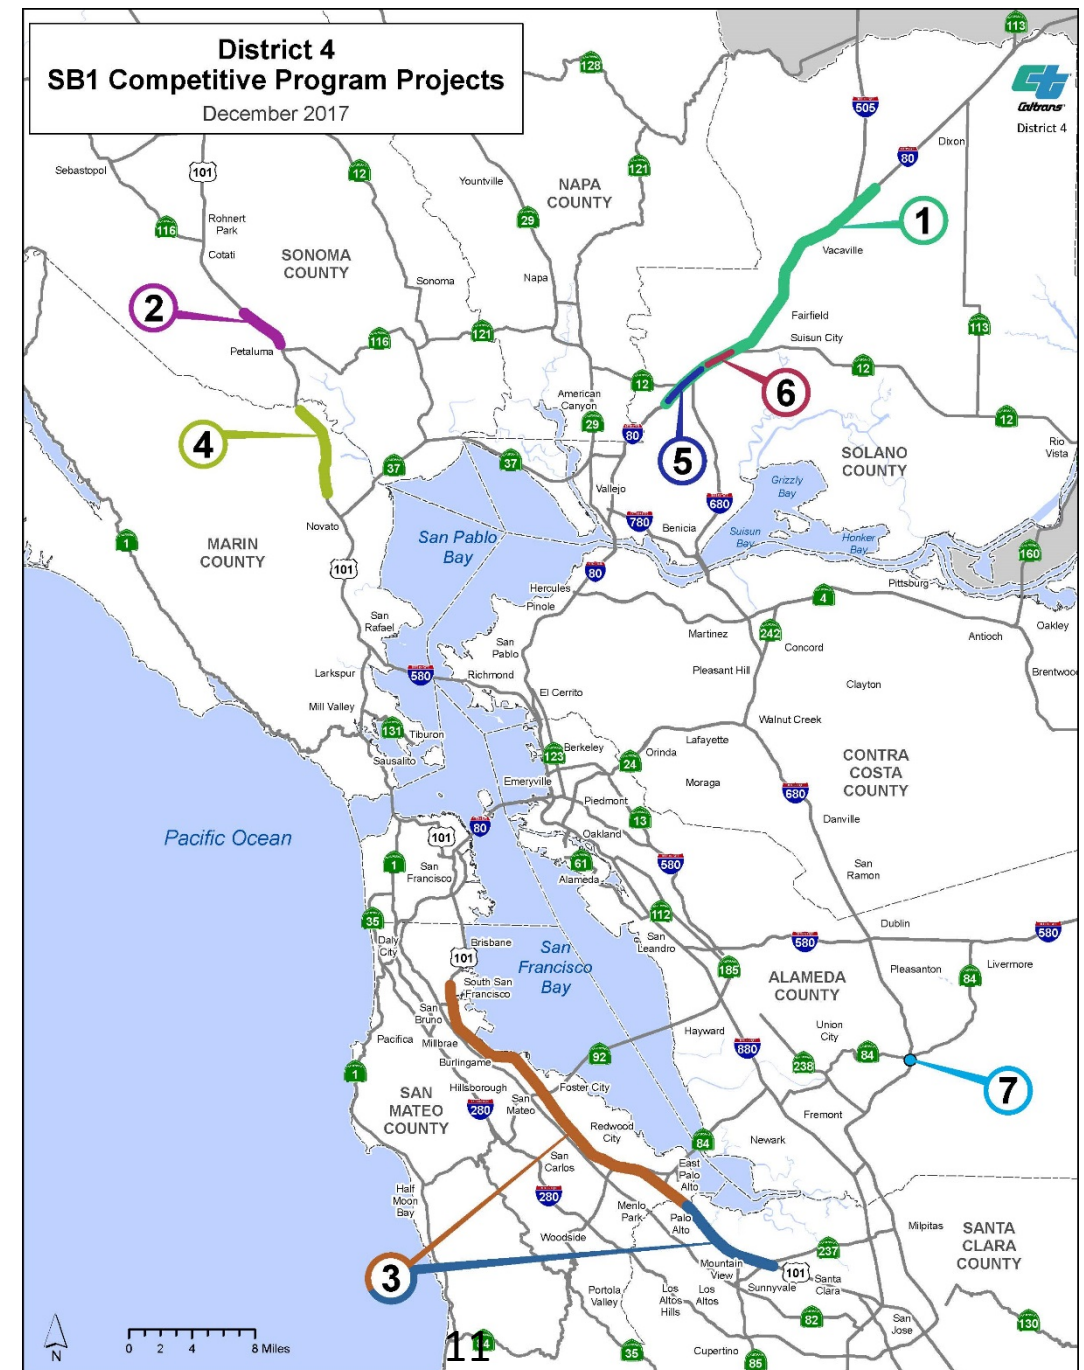 District 4
SB1 Competitive Program Projects
December 2017
Caltrans
District 4
113
128
505
80
Dixon
Sebastopol
101
12
Yountville
NAPA
COUNTY
121
116
Rohnert
Park
Cotati
29
1
Vacaville
SONOMA
COUNTY
Sonoma
Napa
2
Petaluma
116
121
Fairfield
Suisun City
113
12
12
6
12
American
Canyon
29
80
5
4
37
37
SOLANO
COUNTY
Rio
Vista
Vallejo
Grizzly
Bay
680
780
Benicia
Suisun
Bay
Honker
Bay
Novato
1
MARIN
COUNTY
101
San Pablo
Bay
160
80
Hercules
Pinole
Pittsburg
4
San
Rafael
San
Pablo
Martinez
242
Concord
Antioch
Oakley
Larkspur
580
Richmond
Pleasant Hill
Brentwood
Clayton
Mill Valley
El Cerrito
Walnut Creek
131
Tiburon
Sausalito
123
Berkeley
24
Orinda
Lafayette
Moraga
CONTRA
COSTA
COUNTY
Emeryville
Piedmont
680
Danville
Pacific Ocean
101
80
Oakland
13
1
San
Francisco
61
Alameda
580
San
Ramon
35
112
Daly
City
Brisbane
101
San
Francisco
Bay
San
Leandro
Dublin
580
580
185
Pleasanton
Livermore
84
ALAMEDA
COUNTY
South San
Francisco
San
Bruno
Pacifica
Millbrae
Burlingame
Hayward
880
Union
City
84
238
92
1
Hillsborough
280
San
Mateo
Foster City
7
SAN
MATEO
COUNTY
Fremont
Redwood
City
84
Newark
San
Carlos
280
East
Palo
Alto
Half
Moon
Bay
Menlo
Park
Palo
Alto
Woodside
Milpitas
SANTA
CLARA
COUNTY
237
3
Mountain
View
101
Sunnyvale
Santa
Clara
Portola
Valley
Los
Altos
Hills
Los
Altos
82
San
Jose
130
N
0 2 4 8 Miles
11
35
Cupertino
85